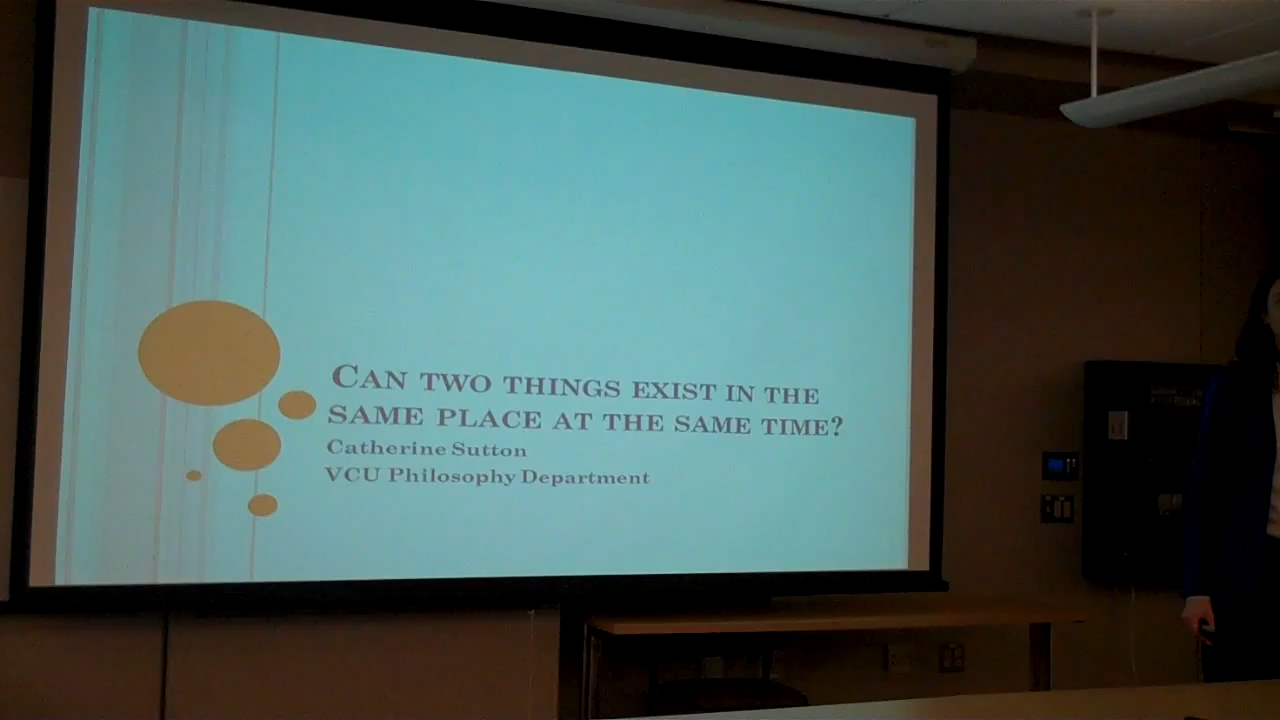 CAN TWO THINGS EXIST IN THE
SAME PLACE AT THE SAME TIME?
Catherine Sutton
VCU Philosophy Department